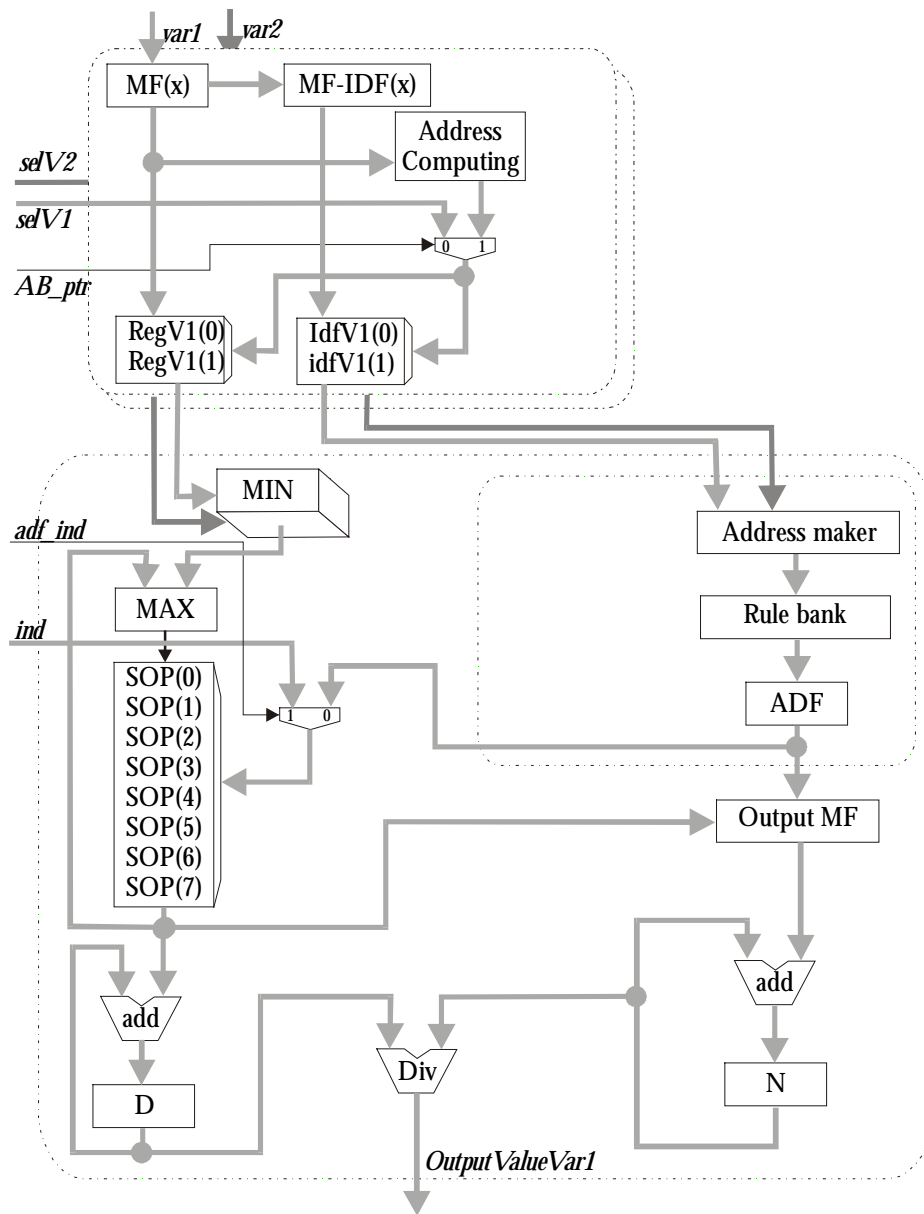 var1
var2
MF(x)
MF-IDF(x)
Address
Computing
selV2
selV1
0 1
AB_ptr
RegV1(0)
RegV1(1)
IdfV1(0)
idfV1(1)
MIN
adf_ind
Address maker
MAX
Rule bank
ind
SOP(0)
SOP(1)
SOP(2)
SOP(3)
SOP(4)
SOP(5)
SOP(6)
SOP(7)
1 0
ADF
Output MF
add
add
Div
D
N
OutputValueVar1